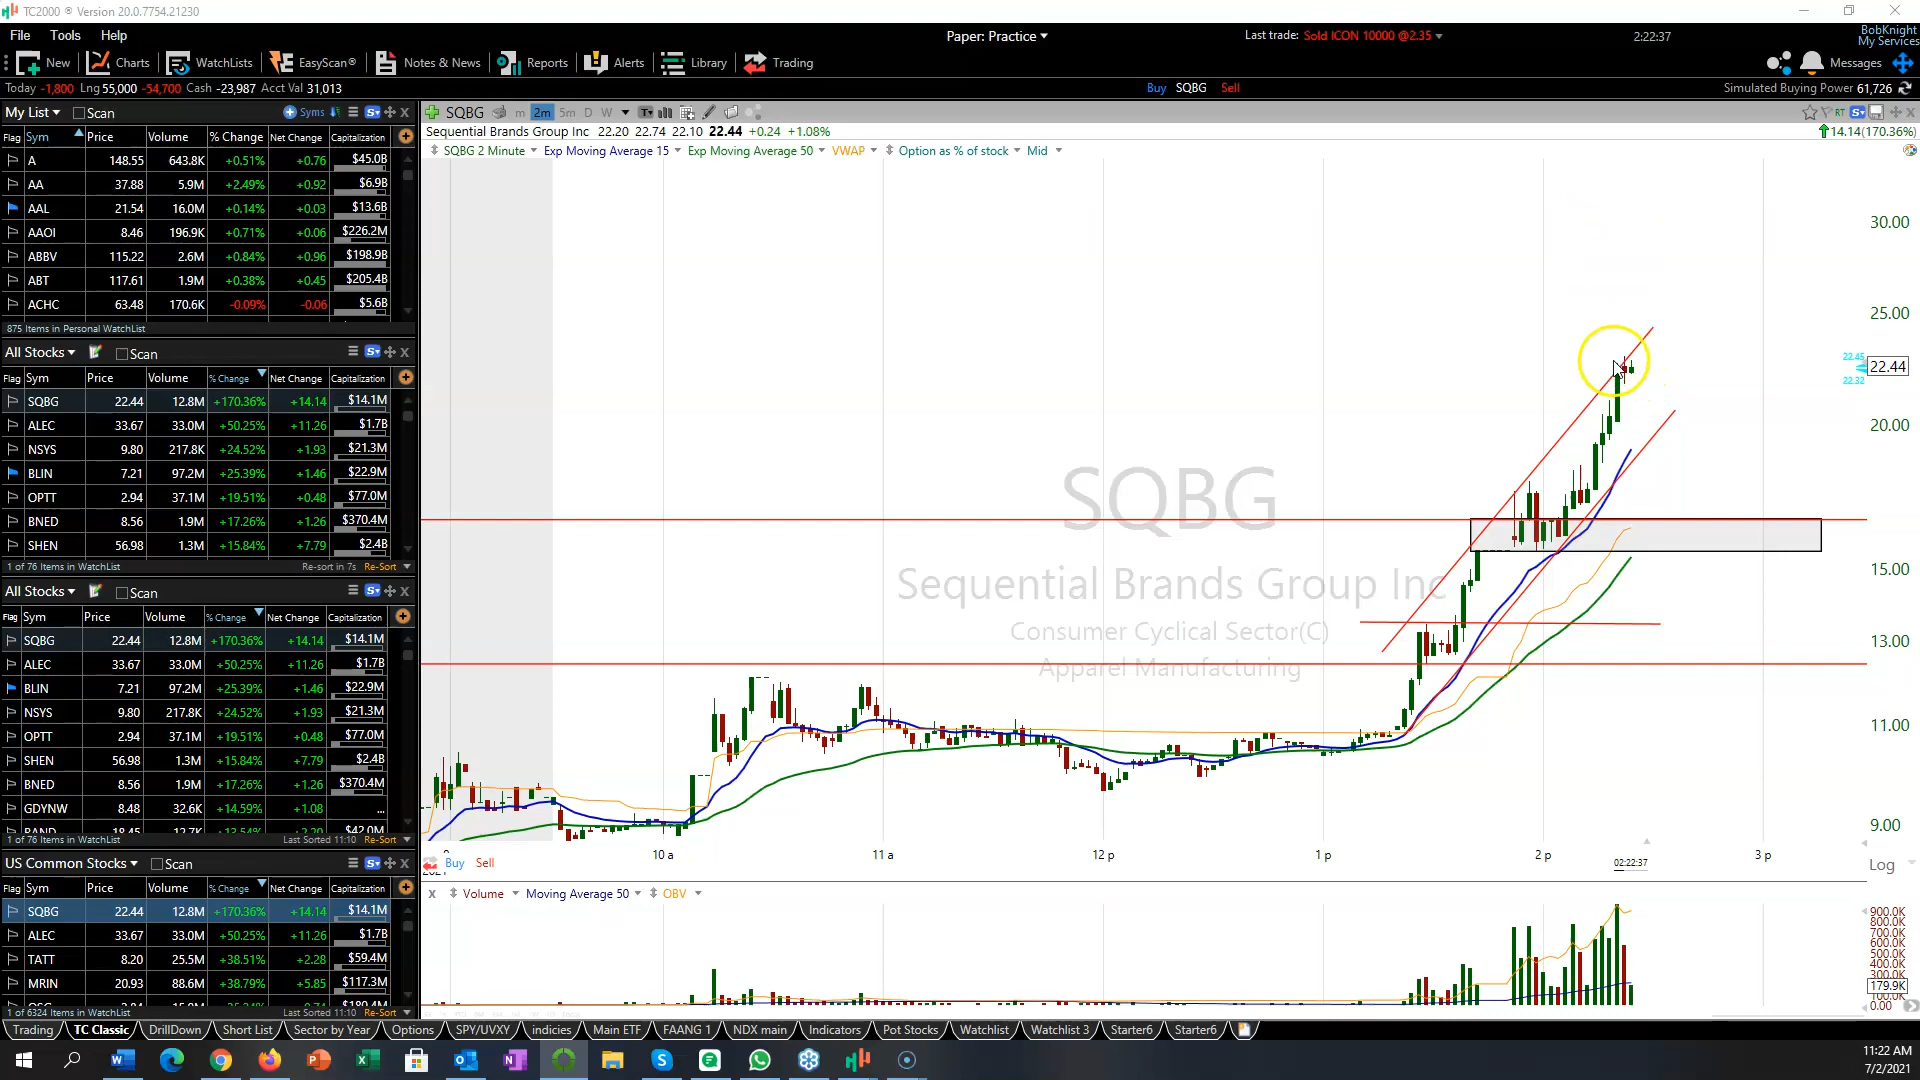 TC2000 ® Version 20.0.7754.21230
File Tools Help
Paper: Practice
Last trade: Sold ICON 10000 @2.35
2:22:37
BobKnight
My Services
New Charts WatchLists EasyScan® Notes & News Reports Alerts Library Trading
Messages
Today -1,800 Lng 55,000 -54,700 Cash -23,987 Acct Val 31,013
Buy SQBG Sell
Simulated Buying Power 61,726
My List Scan Syms
Flag Sym Price Volume % Change Net Change Capitalization
A 148.55 643.8K +0.51% +0.76 $45.0B
AA 37.88 5.9M +2.49% +0.92 $6.9B
AAL 21.54 16.0M +0.14% +0.03 $13.6B
AAOI 8.46 196.9K +0.71% +0.06 $226.2M
ABBV 115.22 2.6M +0.84% +0.96 $198.9B
ABT 117.61 1.9M +0.38% +0.45 $205.4B
ACHC 63.48 170.6K -0.09% -0.06 $5.6B
875 Items in Personal WatchList
All Stocks Scan
Flag Sym Price Volume % Change Net Change Capitalization
SQBG 22.44 12.8M +170.36% +14.14 $14.1M
ALEC 33.67 33.0M +50.25% +11.26 $1.7B
NSYS 9.80 217.8K +24.52% +1.93 $21.3M
BLIN 7.21 97.2M +25.39% +1.46 $22.9M
OPTT 2.94 37.1M +19.51% +0.48 $77.0M
BNED 8.56 1.9M +17.26% +1.26 $370.4M
SHEN 56.98 1.3M +15.84% +7.79 $2.4B
1 of 76 Items in WatchList Re-sort in 7s Re-Sort
All Stocks Scan
Flag Sym Price Volume % Change Net Change Capitalization
SQBG 22.44 12.8M +170.36% +14.14 $14.1M
ALEC 33.67 33.0M +50.25% +11.26 $1.7B
BLIN 7.21 97.2M +25.39% +1.46 $22.9M
NSYS 9.80 217.8K +24.52% +1.93 $21.3M
OPTT 2.94 37.1M +19.51% +0.48 $77.0M
SHEN 56.98 1.3M +15.84% +7.79 $2.4B
BNED 8.56 1.9M +17.26% +1.26 $370.4M
GDYNW 8.48 32.6K +14.59% +1.08 ...
1 of 76 Items in WatchList Last Sorted 11:10 Re-Sort
US Common Stocks Scan
Flag Sym Price Volume % Change Net Change Capitalization
SQBG 22.44 12.8M +170.36% +14.14 $14.1M
ALEC 33.67 33.0M +50.25% +11.26 $1.7B
TATT 8.20 25.5M +38.51% +2.28 $59.4M
MRIN 20.93 88.6M +38.79% +5.85 $117.3M
1 of 6324 Items in WatchList Last Sorted 11:10 Re-Sort
SQBG m 2m 5m D W
RT
Sequential Brands Group Inc 22.20 22.74 22.10 22.44 +0.24 +1.08%
14.14(170.36%)
SQBG 2 Minute Exp Moving Average 15 Exp Moving Average 50 VWAP Option as % of stock Mid
30.00
25.00
22.45
22.44
22.32
20.00
15.00
13.00
11.00
9.00
SQBG
Sequential Brands Group Inc
Consumer Cyclical Sector(C)
Apparel Manufacturing
10 a 11 a 12 p 1 p 2 p 3 p
Buy Sell
02:22:37
Log
X Volume Moving Average 50 OBV
900.0K
800.0K
700.0K
600.0K
500.0K
400.0K
300.0K
179.9K
100.0K
0.00
Trading TC Classic DrillDown Short List Sector by Year Options SPY/UVXY indicies Main ETF FAANG 1 NDX main Indicators Pot Stocks Watchlist Watchlist 3 Starter6 Starter6
11:22 AM
7/2/2021